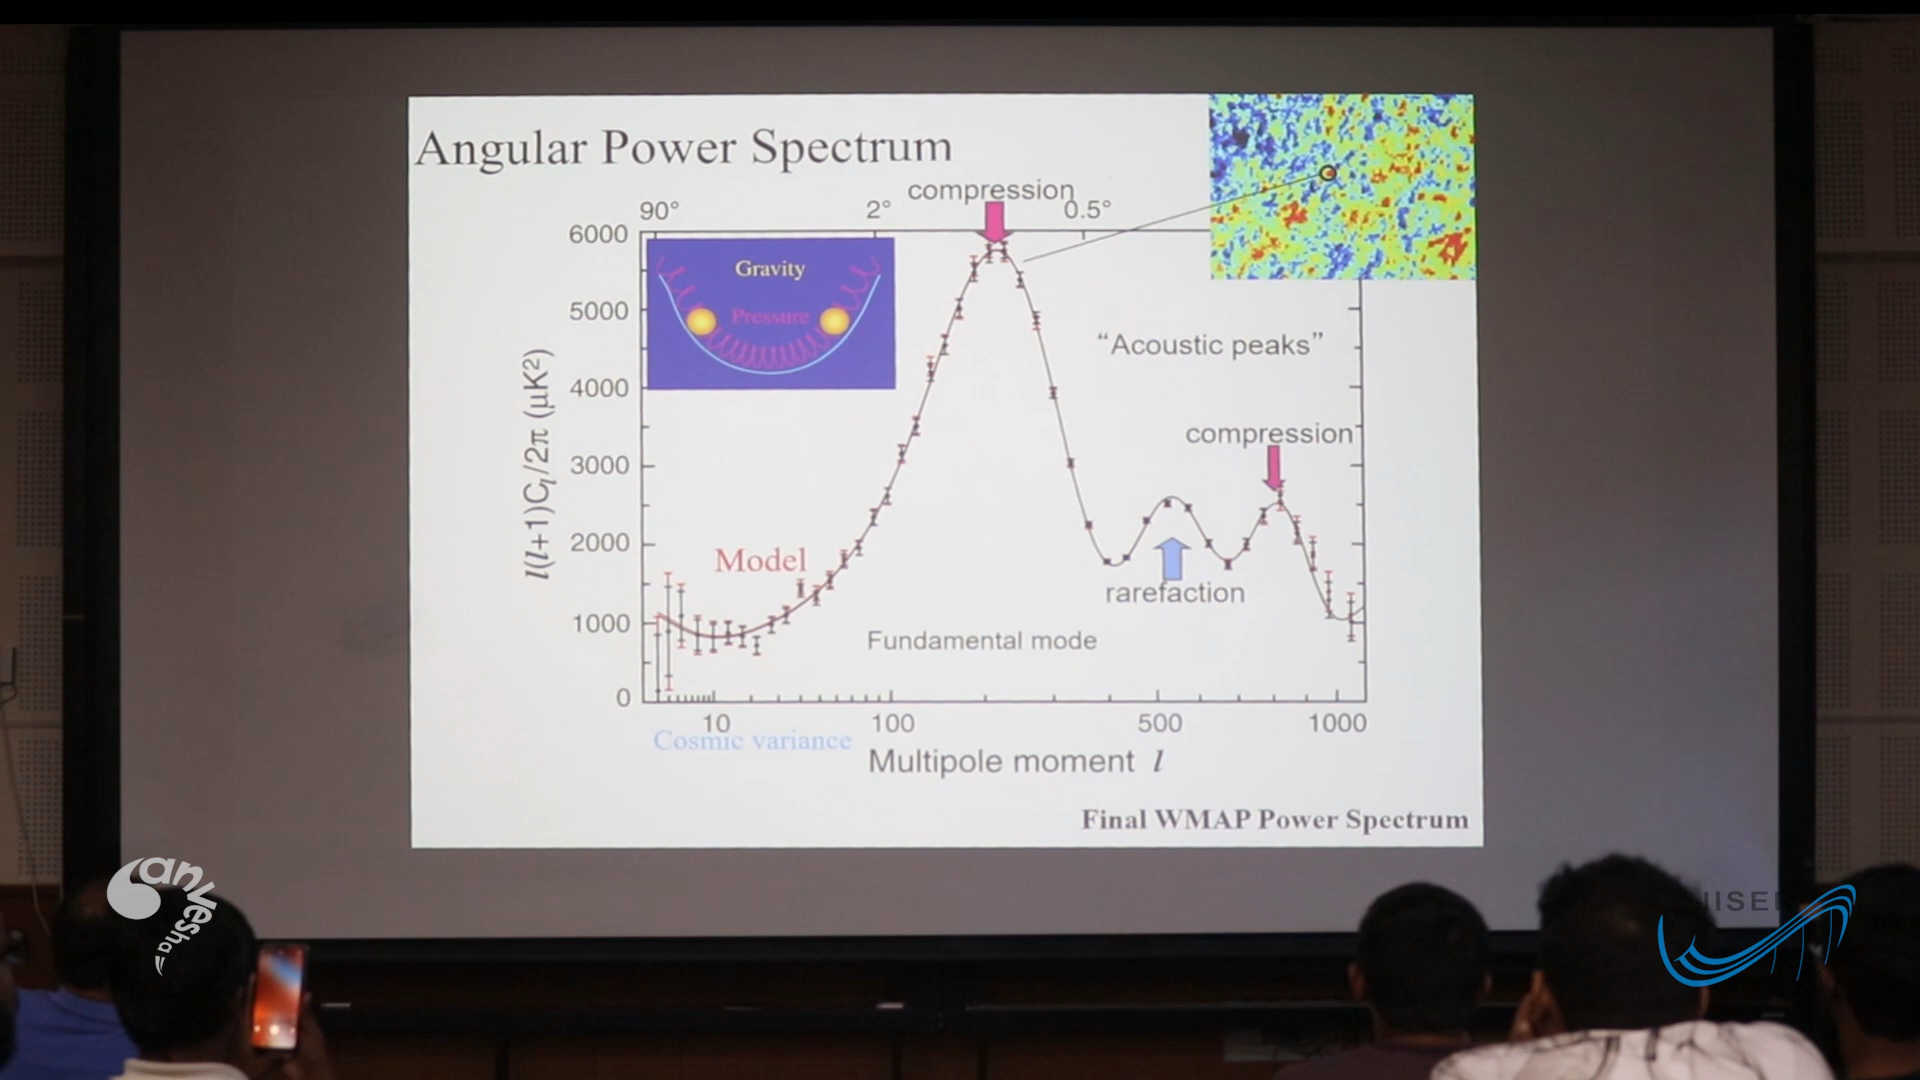 Angular Power Spectrum
compression
90°
2°
0.5°
6000
5000
4000
3000
2000
1000
0
Gravity
Pressure
"Acoustic peaks"
compression
l(l+1)Cl/2π (μK²)
Model
rarefaction
Fundamental mode
10
100
500
1000
Cosmic variance
Multipole moment l
Final WMAP Power Spectrum
anvesha